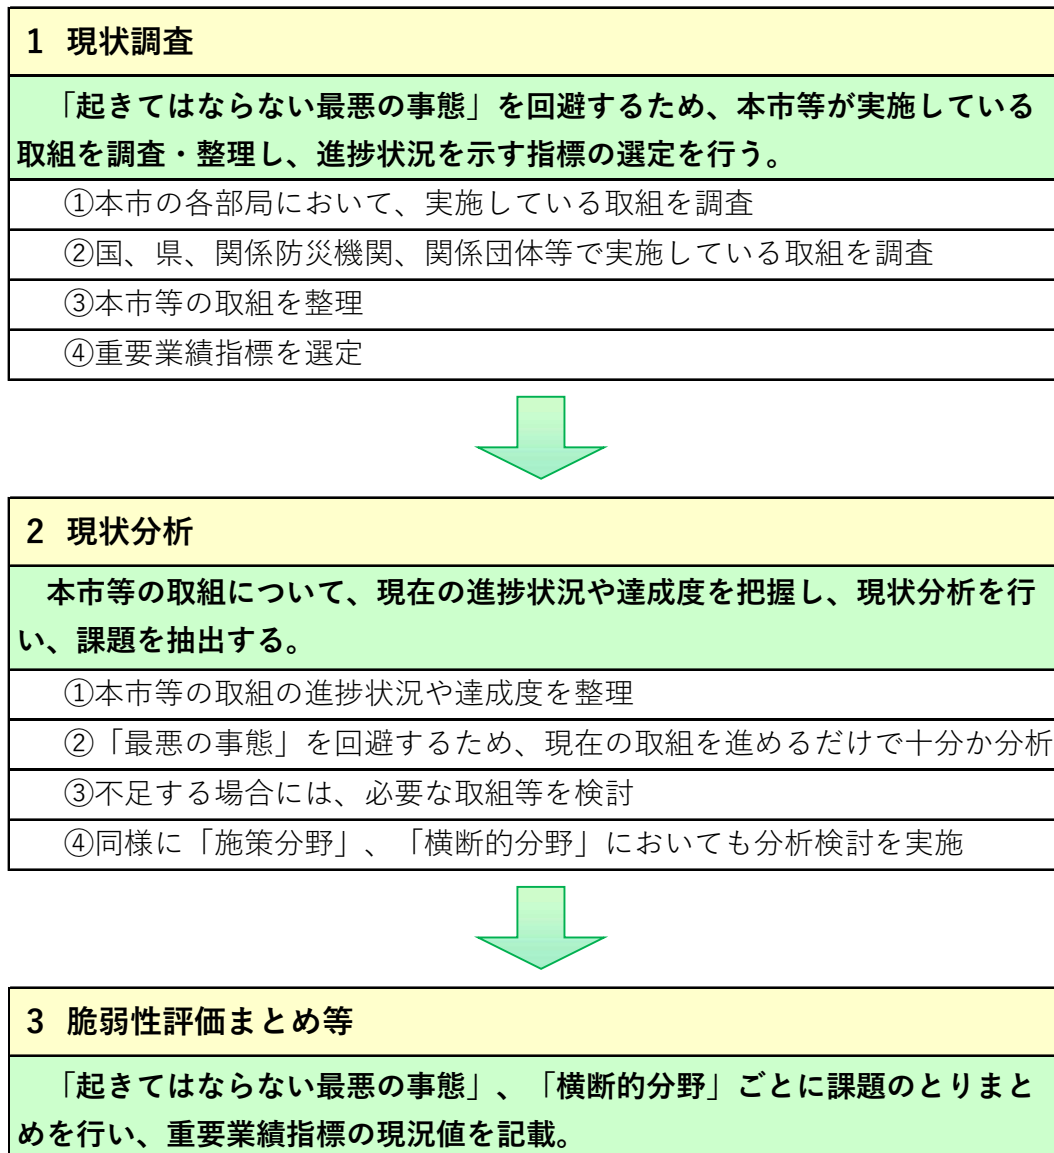 1 現状調査
「起きてはならない最悪の事態」を回避するため、本市等が実施している
取組を調査・整理し、進捗状況を示す指標の選定を行う。
①本市の各部局において、実施している取組を調査
②国、県、関係防災機関、関係団体等で実施している取組を調査
③本市等の取組を整理
④重要業績指標を選定
2 現状分析
本市等の取組について、現在の進捗状況や達成度を把握し、現状分析を行
い、課題を抽出する。
①本市等の取組の進捗状況や達成度を整理
②「最悪の事態」を回避するため、現在の取組を進めるだけで十分か分析
③不足する場合には、必要な取組等を検討
④同様に「施策分野」、「横断的分野」においても分析検討を実施
3 脆弱性評価まとめ等
「起きてはならない最悪の事態」、「横断的分野」ごとに課題のとりまと
めを行い、重要業績指標の現況値を記載。